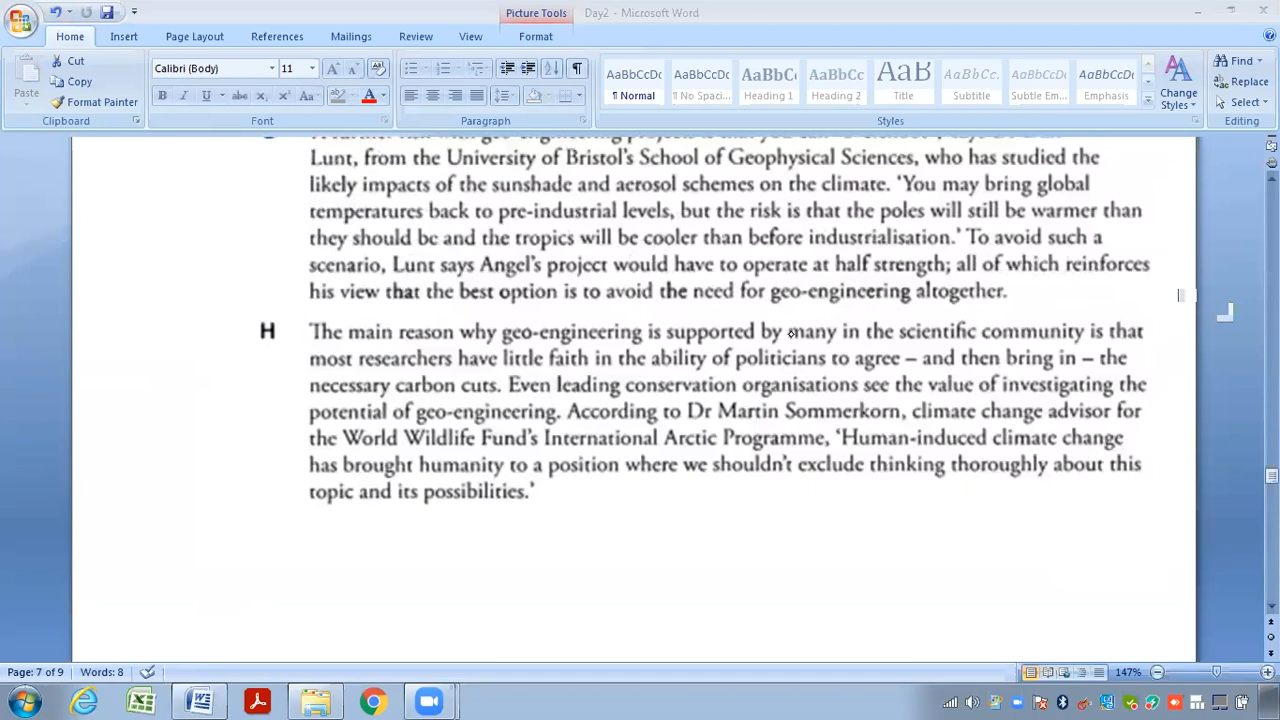 Picture Tools
Day2 - Microsoft Word
Home Insert Page Layout References Mailings Review View Format
Paste
Cut
Copy
Format Painter
Clipboard
Calibri (Body) 11
B I U abc x₂ x² Aa
Font
Paragraph
AaBbCcDc AaBbCcDc AaBbC AaBbCc AaB AaBbCc. AaBbCcDc AaBbCcDc
¶ Normal ¶ No Spaci... Heading 1 Heading 2 Title Subtitle Subtle Em... Emphasis
Change Styles
Styles
Find
Replace
Select
Editing
Lunt, from the University of Bristol's School of Geophysical Sciences, who has studied the
likely impacts of the sunshade and aerosol schemes on the climate. 'You may bring global
temperatures back to pre-industrial levels, but the risk is that the poles will still be warmer than
they should be and the tropics will be cooler than before industrialisation.' To avoid such a
scenario, Lunt says Angel's project would have to operate at half strength; all of which reinforces
his view that the best option is to avoid the need for geo-engineering altogether.
H The main reason why geo-engineering is supported by many in the scientific community is that
most researchers have little faith in the ability of politicians to agree – and then bring in – the
necessary carbon cuts. Even leading conservation organisations see the value of investigating the
potential of geo-engineering. According to Dr Martin Sommerkorn, climate change advisor for
the World Wildlife Fund's International Arctic Programme, 'Human-induced climate change
has brought humanity to a position where we shouldn't exclude thinking thoroughly about this
topic and its possibilities.'
Page: 7 of 9 Words: 8 147%